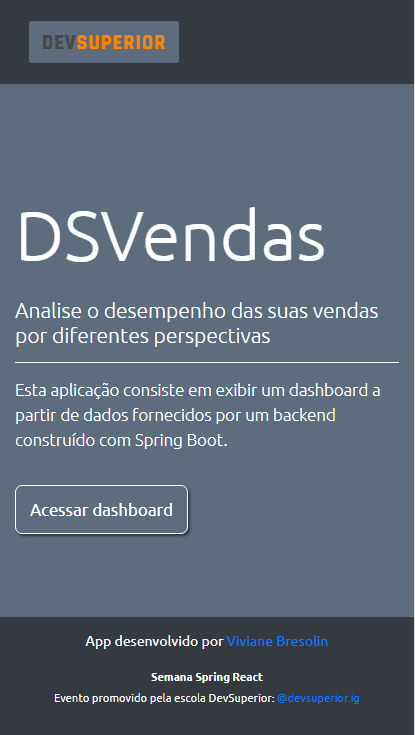 DEVSUPERIOR
DSVendas
Analise o desempenho das suas vendas
por diferentes perspectivas
Esta aplicação consiste em exibir um dashboard a
partir de dados fornecidos por um backend
construído com Spring Boot.
Acessar dashboard
App desenvolvido por Viviane Bresolin
Semana Spring React
Evento promovido pela escola DevSuperior: @devsuperior.ig